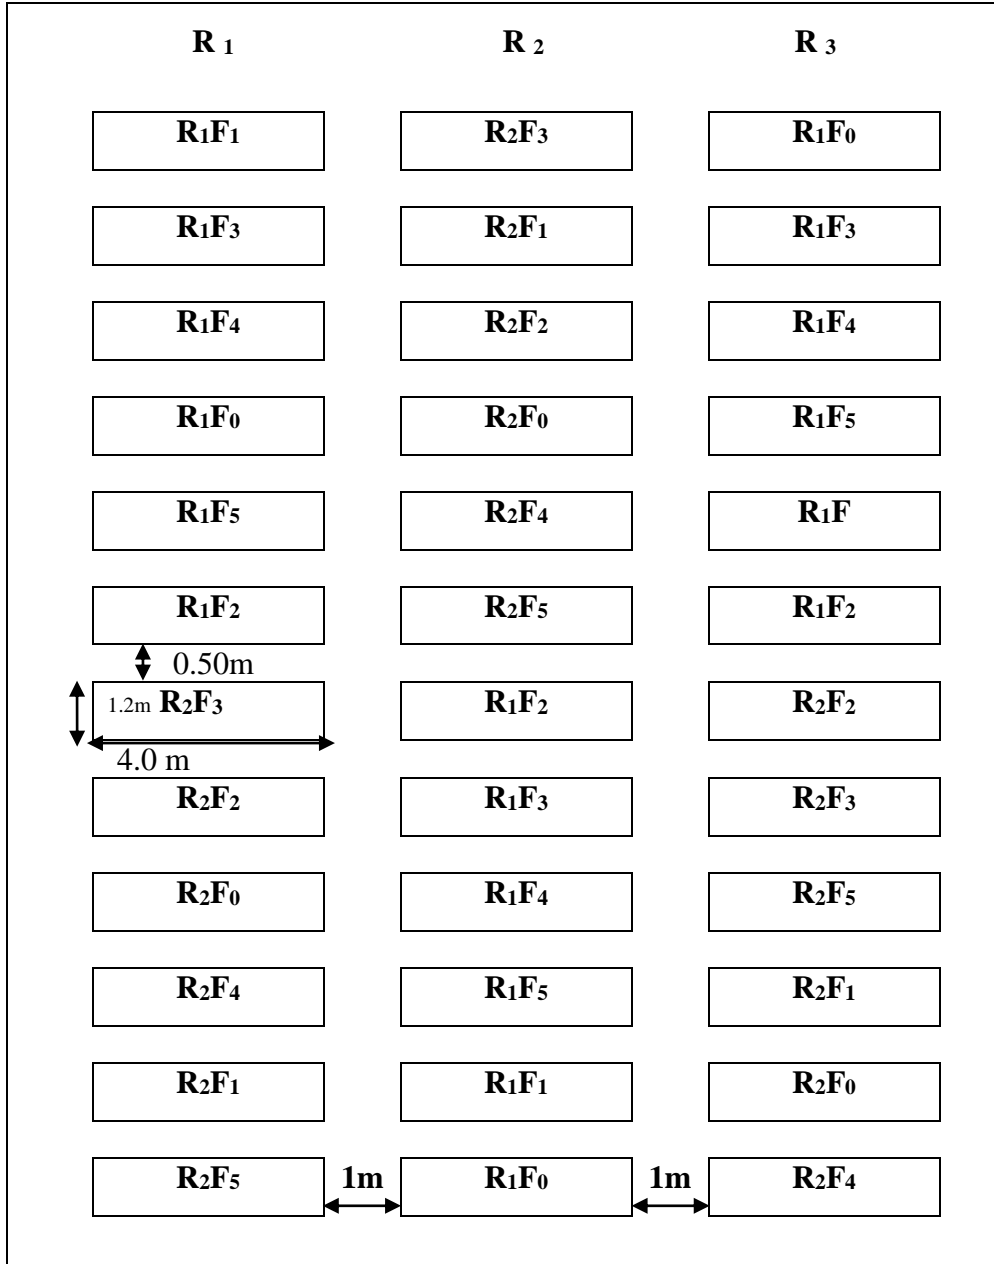 R 1 R 2 R 3
R1F1 R2F3 R1F0
R1F3 R2F1 R1F3
R1F4 R2F2 R1F4
R1F0 R2F0 R1F5
R1F5 R2F4 R1F
R1F2 R2F5 R1F2
0.50m
1.2m R2F3 R1F2 R2F2
4.0 m
R2F2 R1F3 R2F3
R2F0 R1F4 R2F5
R2F4 R1F5 R2F1
R2F1 R1F1 R2F0
R2F5 1m R1F0 1m R2F4